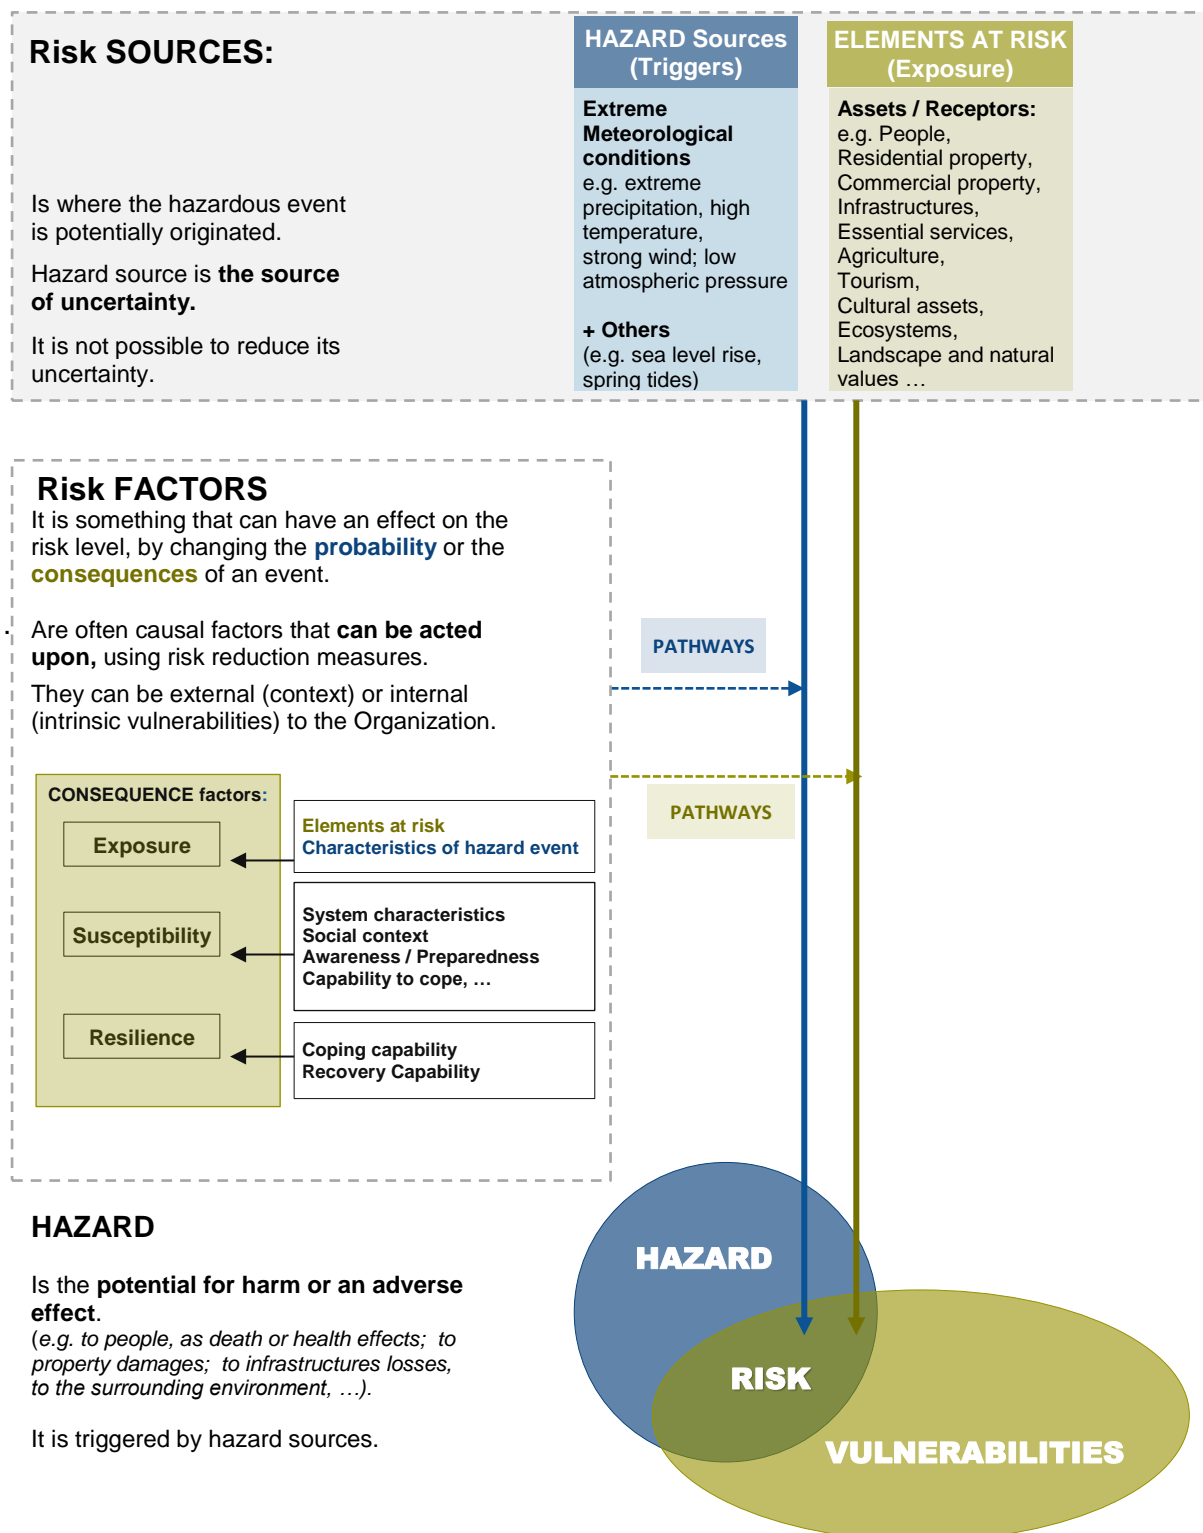 Risk SOURCES:
Is where the hazardous event
is potentially originated.
Hazard source is the source
of uncertainty.
It is not possible to reduce its
uncertainty.
HAZARD Sources
(Triggers)
Extreme
Meteorological
conditions
e.g. extreme
precipitation, high
temperature,
strong wind; low
atmospheric pressure
+ Others
(e.g. sea level rise,
spring tides)
ELEMENTS AT RISK
(Exposure)
Assets / Receptors:
e.g. People,
Residential property,
Commercial property,
Infrastructures,
Essential services,
Agriculture,
Tourism,
Cultural assets,
Ecosystems,
Landscape and natural
values …
Risk FACTORS
It is something that can have an effect on the
risk level, by changing the probability or the
consequences of an event.
. Are often causal factors that can be acted
upon, using risk reduction measures.
They can be external (context) or internal
(intrinsic vulnerabilities) to the Organization.
PATHWAYS
PATHWAYS
CONSEQUENCE factors:
Exposure
Elements at risk
Characteristics of hazard event
Susceptibility
System characteristics
Social context
Awareness / Preparedness
Capability to cope, …
Resilience
Coping capability
Recovery Capability
HAZARD
Is the potential for harm or an adverse
effect.
(e.g. to people, as death or health effects; to
property damages; to infrastructures losses,
to the surrounding environment, …).
It is triggered by hazard sources.
HAZARD
RISK
VULNERABILITIES